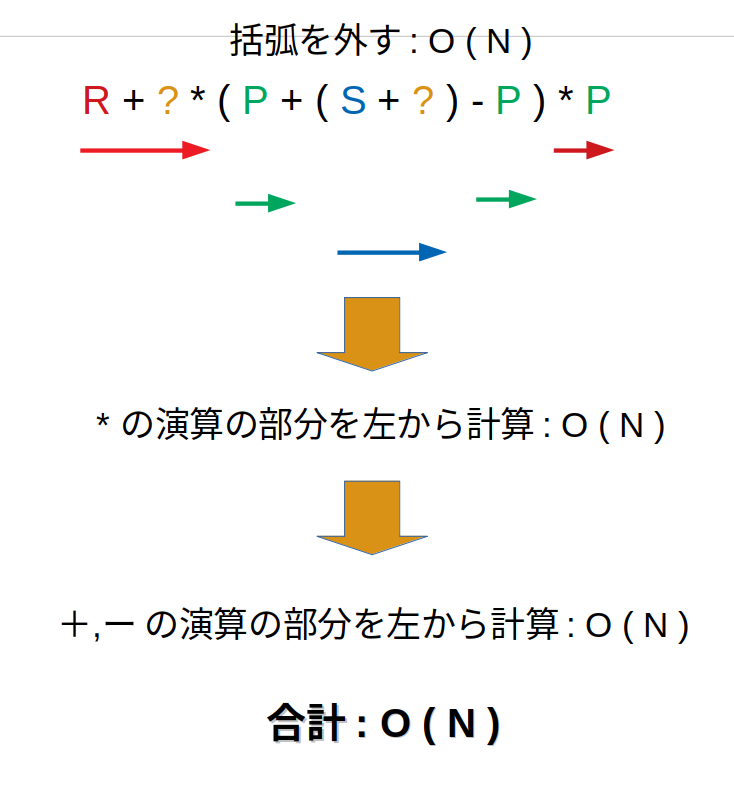 括弧を外す : O ( N )
R + ? * ( P + ( S + ? ) - P ) * P
* の演算の部分を左から計算 : O ( N )
＋,ー の演算の部分を左から計算 : O ( N )
合計 : O ( N )